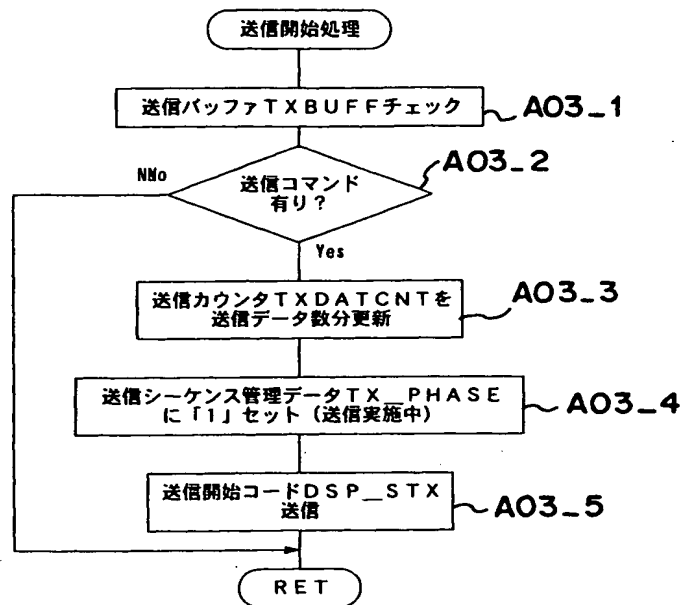 送信開始処理
送信バッファTXBUFFチェック
A03_1
A03_2
NNo
送信コマンド
有り?
Yes
送信カウンタTXDATCNTを
送信データ数分更新
A03_3
送信シーケンス管理データTX_PHASE
に「1」セット(送信実施中)
A03_4
送信開始コードDSP_STX
送信
A03_5
RET